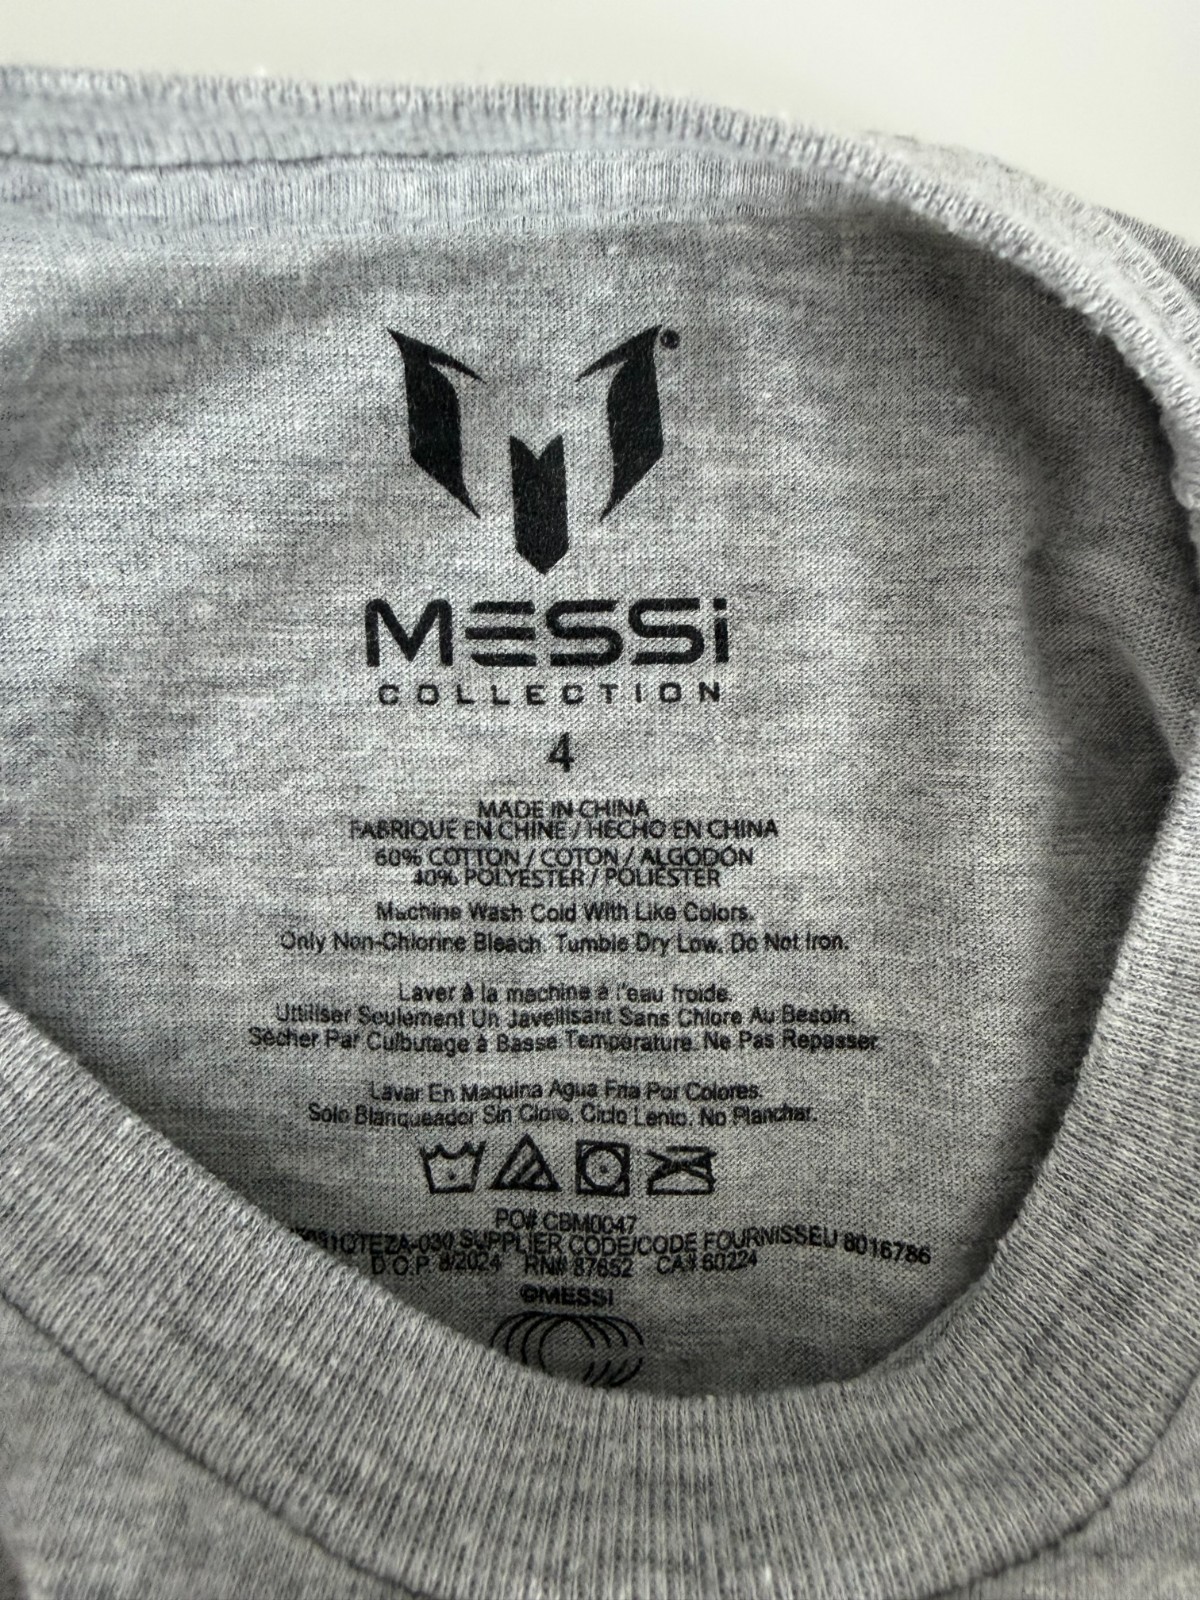 MESSi
COLLECTION
4
MADE IN CHINA
FABRIQUE EN CHINE / HECHO EN CHINA
60% COTTON / COTON / ALGODÓN
40% POLYESTER / POLIÉSTER
Machine Wash Cold With Like Colors.
Only Non-Chlorine Bleach. Tumble Dry Low. Do Not Iron.
Laver à la machine à l'eau froide.
Utiliser Seulement Un Javellisant Sans Chlore Au Besoin.
Sécher Par Culbutage à Basse Température. Ne Pas Repasser.
Lavar En Maquina Agua Fria Por Colores.
Solo Blanqueador Sin Cloro. Ciclo Lento. No Planchar.
PO# CBM0047
SUPPLIER CODE/CODE FOURNISSEU 8016786
D.O.P 8/2024 RN# 87652 CA# 60224
©MESSI